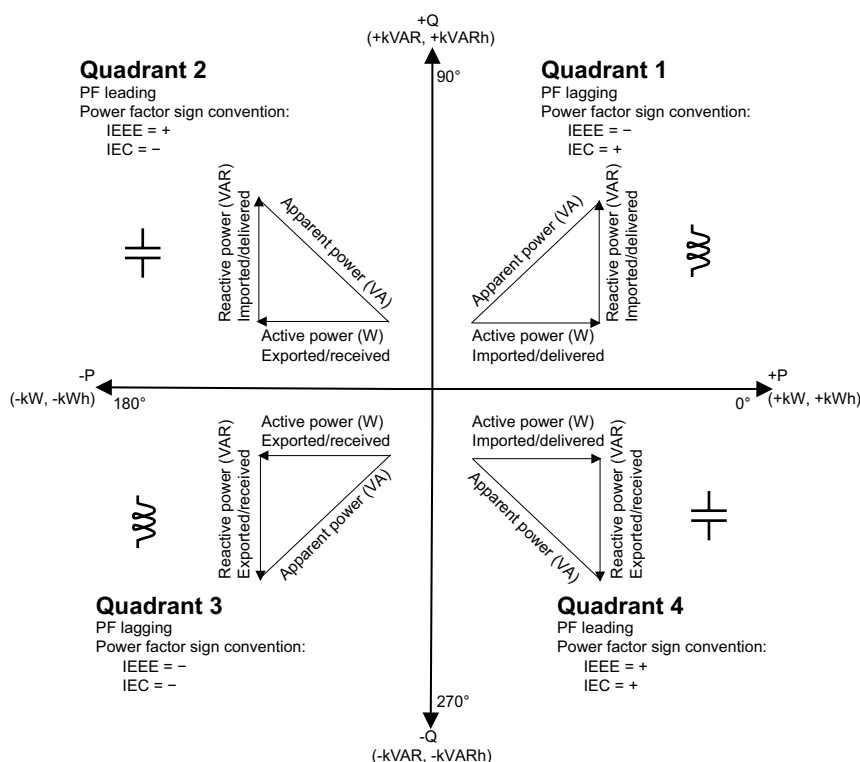 +Q
(+kVAR, +kVARh)
90°
Quadrant 2
PF leading
Power factor sign convention:
IEEE = +
IEC = −
Reactive power (VAR)
Imported/delivered
Apparent power (VA)
Active power (W)
Exported/received
Quadrant 1
PF lagging
Power factor sign convention:
IEEE = −
IEC = +
Apparent power (VA)
Reactive power (VAR)
Imported/delivered
Active power (W)
Imported/delivered
-P
(-kW, -kWh)
180°
0°
+P
(+kW, +kWh)
Active power (W)
Exported/received
Reactive power (VAR)
Exported/received
Apparent power (VA)
Quadrant 3
PF lagging
Power factor sign convention:
IEEE = −
IEC = −
Active power (W)
Imported/delivered
Apparent power (VA)
Reactive power (VAR)
Exported/received
Quadrant 4
PF leading
Power factor sign convention:
IEEE = +
IEC = +
270°
-Q
(-kVAR, -kVARh)